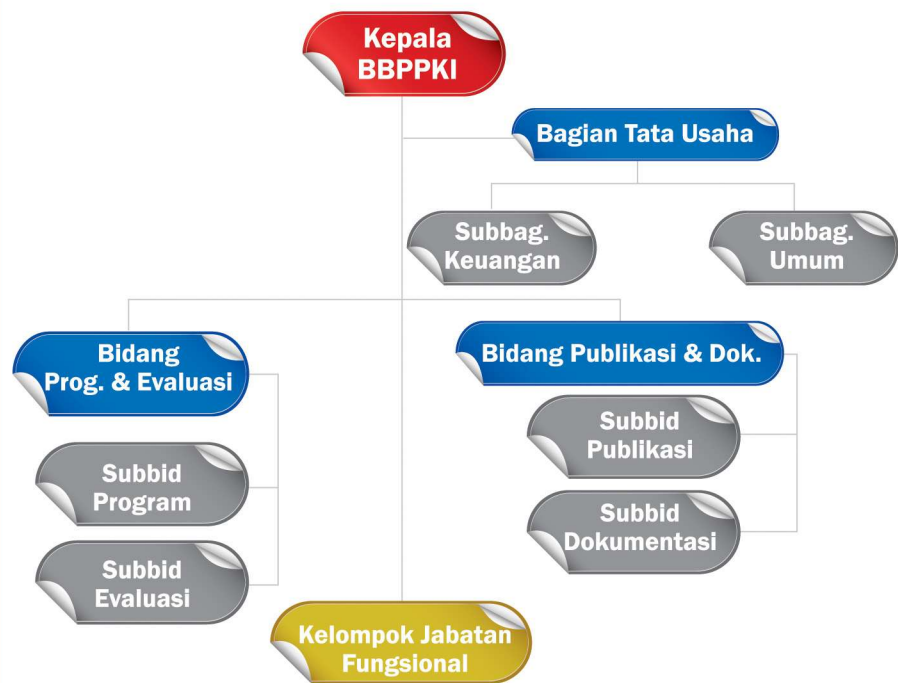 Kepala
BBPPKI
Bagian Tata Usaha
Subbag.
Keuangan
Subbag.
Umum
Bidang
Prog. & Evaluasi
Bidang Publikasi & Dok.
Subbid
Publikasi
Subbid
Program
Subbid
Dokumentasi
Subbid
Evaluasi
Kelompok Jabatan
Fungsional